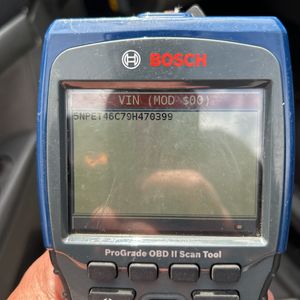 BOSCH
VIN (MOD $00)
5NPET46C79H470399
ProGrade OBD II Scan Tool